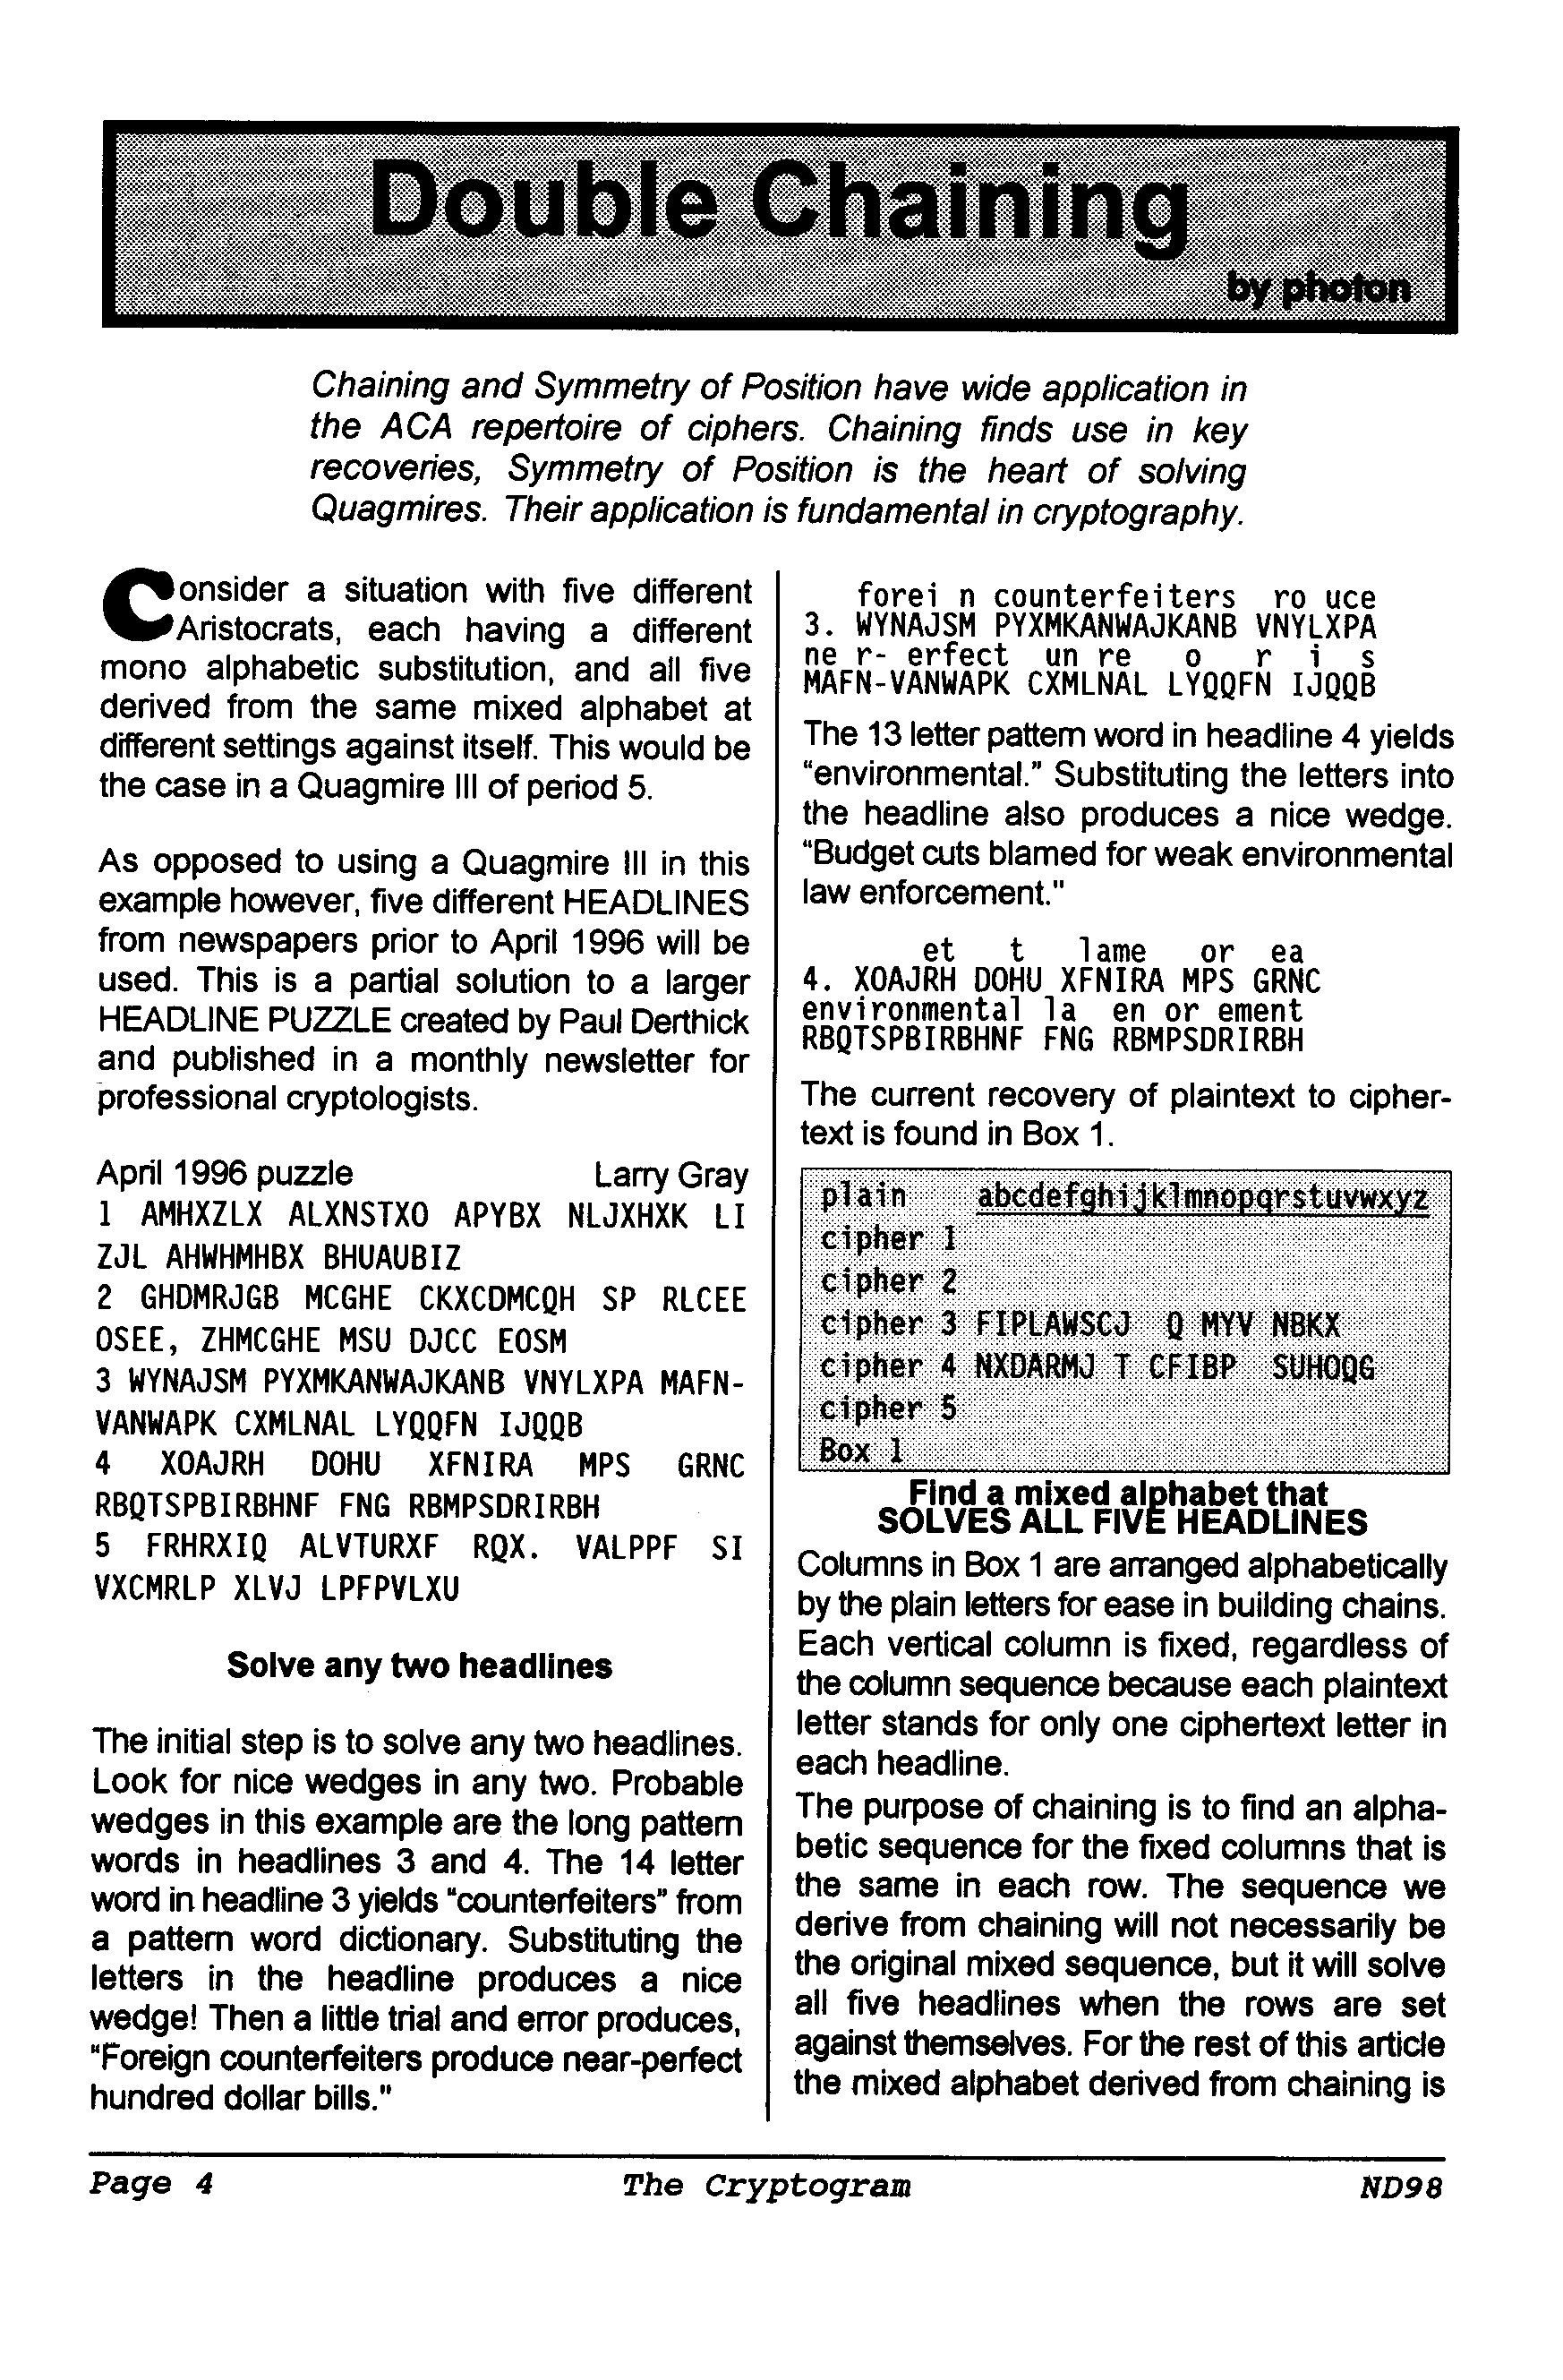 Double Chaining
by photon
Chaining and Symmetry of Position have wide application in
the ACA repertoire of ciphers. Chaining finds use in key
recoveries, Symmetry of Position is the heart of solving
Quagmires. Their application is fundamental in cryptography.
Consider a situation with five different
Aristocrats, each having a different
mono alphabetic substitution, and all five
derived from the same mixed alphabet at
different settings against itself. This would be
the case in a Quagmire III of period 5.
As opposed to using a Quagmire III in this
example however, five different HEADLINES
from newspapers prior to April 1996 will be
used. This is a partial solution to a larger
HEADLINE PUZZLE created by Paul Derthick
and published in a monthly newsletter for
professional cryptologists.
April 1996 puzzle Larry Gray
1 AMHXZLX ALXNSTXO APYBX NLJXHXK LI
ZJL AHWHMHBX BHUAUBIZ
2 GHDMRJGB MCGHE CKXCDMCQH SP RLCEE
OSEE, ZHMCGHE MSU DJCC EOSM
3 WYNAJSM PYXMKANWAJKANB VNYLXPA MAFN-
VANWAPK CXMLNAL LYQQFN IJQQB
4 XOAJRH DOHU XFNIRA MPS GRNC
RBQTSPBIRBHNF FNG RBMPSDRIRBH
5 FRHRXIQ ALVTURXF RQX. VALPPF SI
VXCMRLP XLVJ LPFPVLXU
Solve any two headlines
The initial step is to solve any two headlines.
Look for nice wedges in any two. Probable
wedges in this example are the long pattern
words in headlines 3 and 4. The 14 letter
word in headline 3 yields "counterfeiters" from
a pattern word dictionary. Substituting the
letters in the headline produces a nice
wedge! Then a little trial and error produces,
"Foreign counterfeiters produce near-perfect
hundred dollar bills."
forei n counterfeiters ro uce
3. WYNAJSM PYXMKANWAJKANB VNYLXPA
ne r- erfect un re o r i s
MAFN-VANWAPK CXMLNAL LYQQFN IJQQB
The 13 letter pattern word in headline 4 yields
"environmental." Substituting the letters into
the headline also produces a nice wedge.
"Budget cuts blamed for weak environmental
law enforcement."
et t lame or ea
4. XOAJRH DOHU XFNIRA MPS GRNC
environmental la en or ement
RBQTSPBIRBHNF FNG RBMPSDRIRBH
The current recovery of plaintext to cipher-
text is found in Box 1.
plain abcdefghijklmnopqrstuvwxyz
cipher 1
cipher 2
cipher 3 FIPLAWSCJ Q MYV NBKX
cipher 4 NXDARMJ T CFIBP SUHOQG
cipher 5
Box 1
Find a mixed alphabet that
SOLVES ALL FIVE HEADLINES
Columns in Box 1 are arranged alphabetically
by the plain letters for ease in building chains.
Each vertical column is fixed, regardless of
the column sequence because each plaintext
letter stands for only one ciphertext letter in
each headline.
The purpose of chaining is to find an alpha-
betic sequence for the fixed columns that is
the same in each row. The sequence we
derive from chaining will not necessarily be
the original mixed sequence, but it will solve
all five headlines when the rows are set
against themselves. For the rest of this article
the mixed alphabet derived from chaining is
Page 4 The Cryptogram ND98